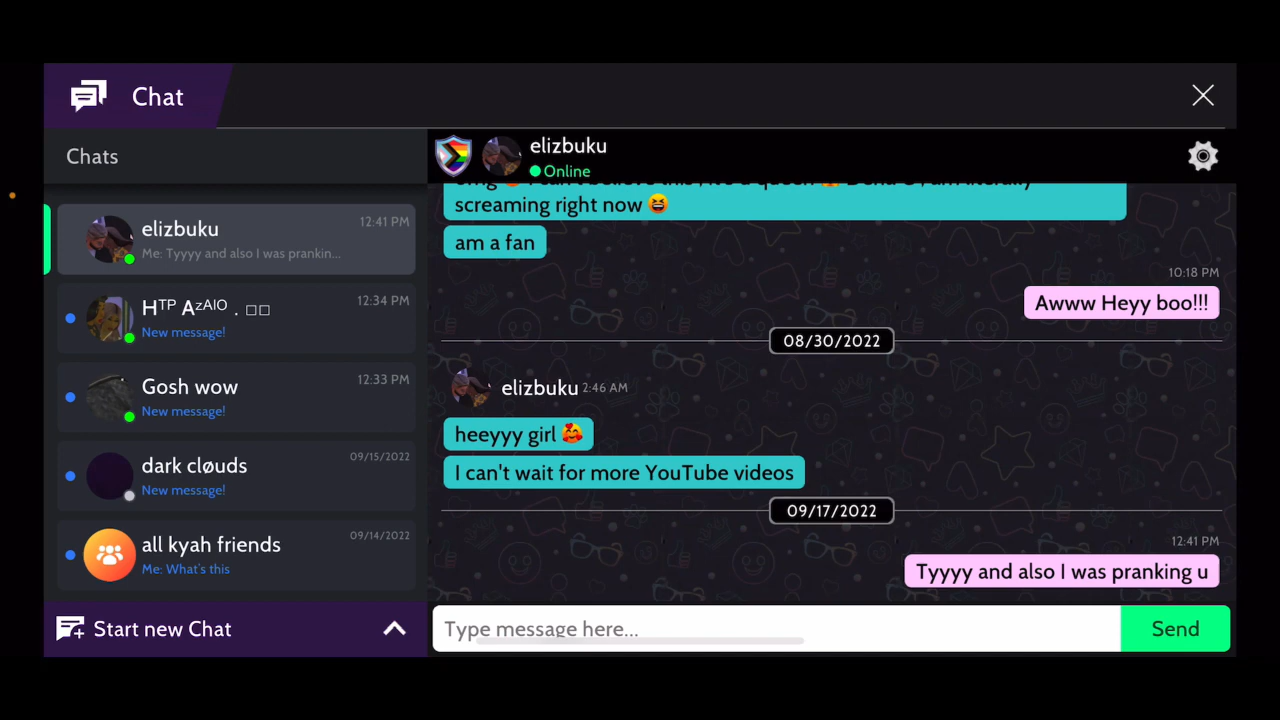 Chat
Chats
elizbuku
12:41 PM
Me: Tyyyy and also I was prankin...
Hᵀᴾ Aᶻᴬᴵᴼ . □□
12:34 PM
New message!
Gosh wow
12:33 PM
New message!
dark cløuds
09/15/2022
New message!
all kyah friends
09/14/2022
Me: What's this
Start new Chat
elizbuku
Online
screaming right now 😆
am a fan
10:18 PM
Awww Heyy boo!!!
08/30/2022
elizbuku 2:46 AM
heeyyy girl 🥰
I can't wait for more YouTube videos
09/17/2022
12:41 PM
Tyyyy and also I was pranking u
Type message here...
Send